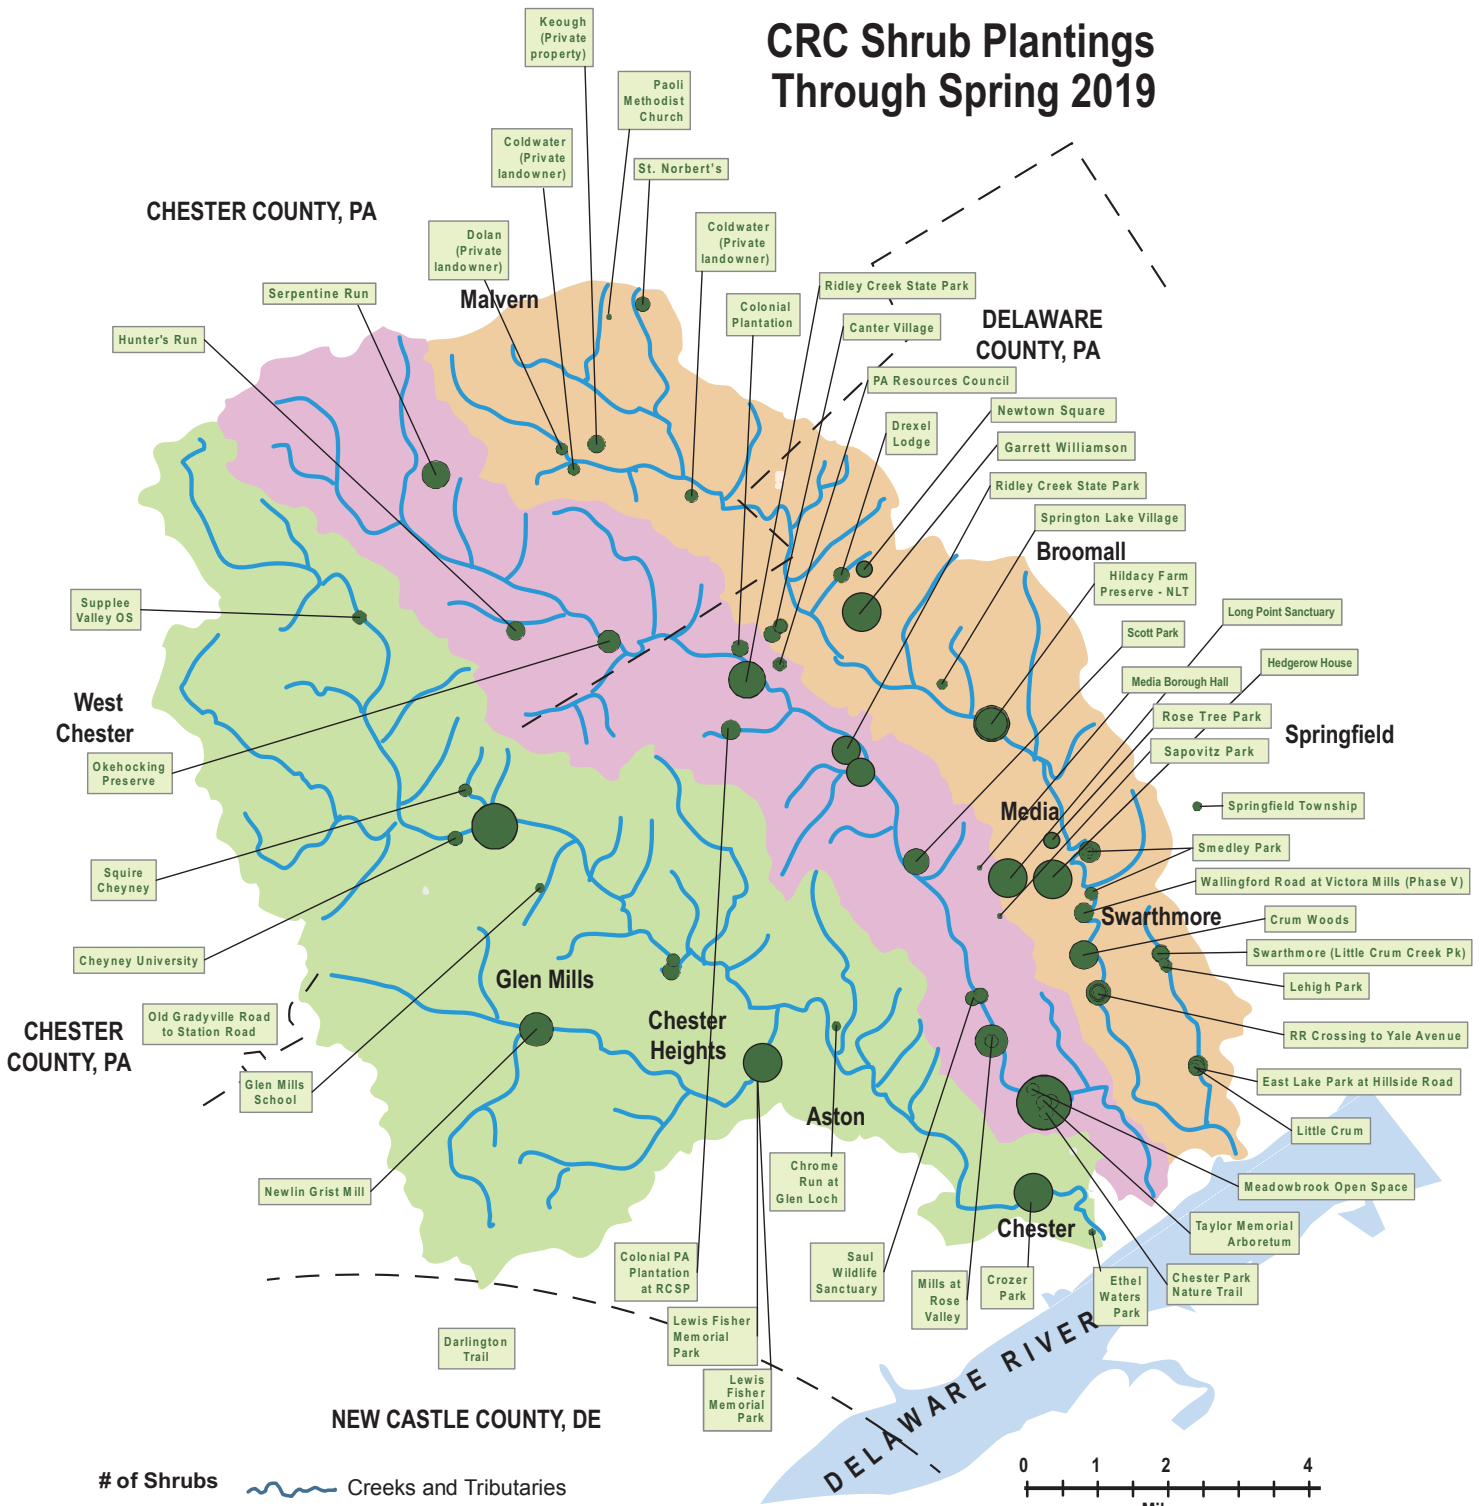 CRC Shrub Plantings
Through Spring 2019
Keough
(Private
property)
Paoli
Methodist
Church
Coldwater
(Private
landowner)
St. Norbert's
CHESTER COUNTY, PA
Dolan
(Private
landowner)
Coldwater
(Private
landowner)
Serpentine Run
Malvern
Colonial
Plantation
Ridley Creek State Park
Hunter's Run
Canter Village
DELAWARE
COUNTY, PA
PA Resources Council
Newtown Square
Drexel
Lodge
Garrett Williamson
Ridley Creek State Park
Springton Lake Village
Broomall
Hildacy Farm
Preserve - NLT
Supplee
Valley OS
Long Point Sanctuary
Scott Park
Hedgerow House
Media Borough Hall
West
Chester
Rose Tree Park
Springfield
Sapovitz Park
Okehocking
Preserve
Media
Springfield Township
Squire
Cheyney
Smedley Park
Wallingford Road at Victora Mills (Phase V)
Swarthmore
Crum Woods
Cheyney University
Swarthmore (Little Crum Creek Pk)
Glen Mills
Lehigh Park
Old Gradyville Road
to Station Road
CHESTER
COUNTY, PA
Chester
Heights
RR Crossing to Yale Avenue
Glen Mills
School
East Lake Park at Hillside Road
Aston
Little Crum
Chrome
Run at
Glen Loch
Newlin Grist Mill
Meadowbrook Open Space
Chester
Taylor Memorial
Arboretum
Colonial PA
Plantation
at RCSP
Saul
Wildlife
Sanctuary
Mills at
Rose
Valley
Crozer
Park
Ethel
Waters
Park
Chester Park
Nature Trail
Lewis Fisher
Memorial
Park
Darlington
Trail
Lewis
Fisher
Memorial
Park
DELAWARE RIVER
NEW CASTLE COUNTY, DE
# of Shrubs
Creeks and Tributaries
0 1 2 4